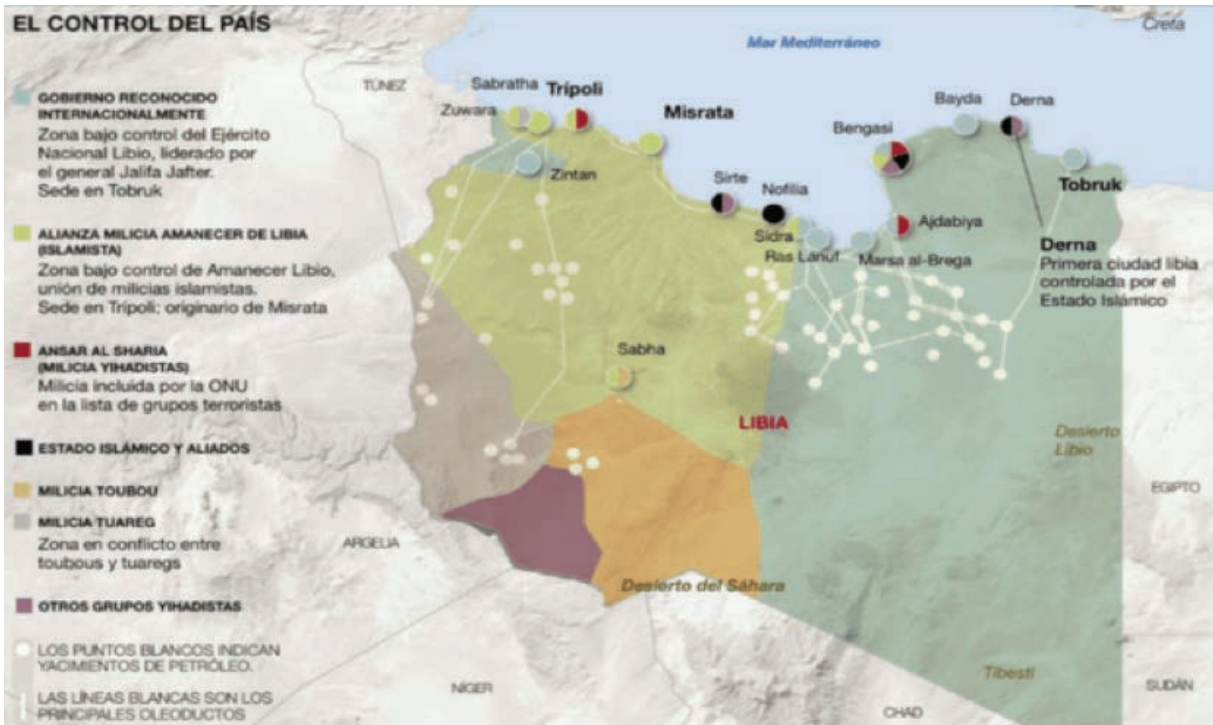 EL CONTROL DEL PAÍS
GOBIERNO RECONOCIDO
INTERNACIONALMENTE
Zona bajo control del Ejército
Nacional Libio, liderado por
el general Jalifa Jafter.
Sede en Tobruk
ALIANZA MILICIA AMANECER DE LIBIA
(ISLAMISTA)
Zona bajo control de Amanecer Libio,
unión de milicias islamistas.
Sede en Trípoli; originario de Misrata
ANSAR AL SHARIA
(MILICIA YIHADISTAS)
Milicia incluida por la ONU
en la lista de grupos terroristas
ESTADO ISLÁMICO Y ALIADOS
MILICIA TOUBOU
MILICIA TUAREG
Zona en conflicto entre
toubous y tuaregs
OTROS GRUPOS YIHADISTAS
LOS PUNTOS BLANCOS INDICAN
YACIMIENTOS DE PETRÓLEO.
LAS LÍNEAS BLANCAS SON LOS
PRINCIPALES OLEODUCTOS
Mar Mediterráneo
Creta
TÚNEZ
Sabratha
Trípoli
Zuwara
Misrata
Zintan
Sirte
Nofilia
Sidra
Ras Lanuf
Marsa al-Brega
Bengasi
Bayda
Derna
Tobruk
Ajdabiya
Derna
Primera ciudad libia
controlada por el
Estado Islámico
Sabha
LIBIA
Desierto
Líbio
EGIPTO
ARGELIA
Desierto del Sáhara
Tibesti
NÍGER
CHAD
SUDÁN